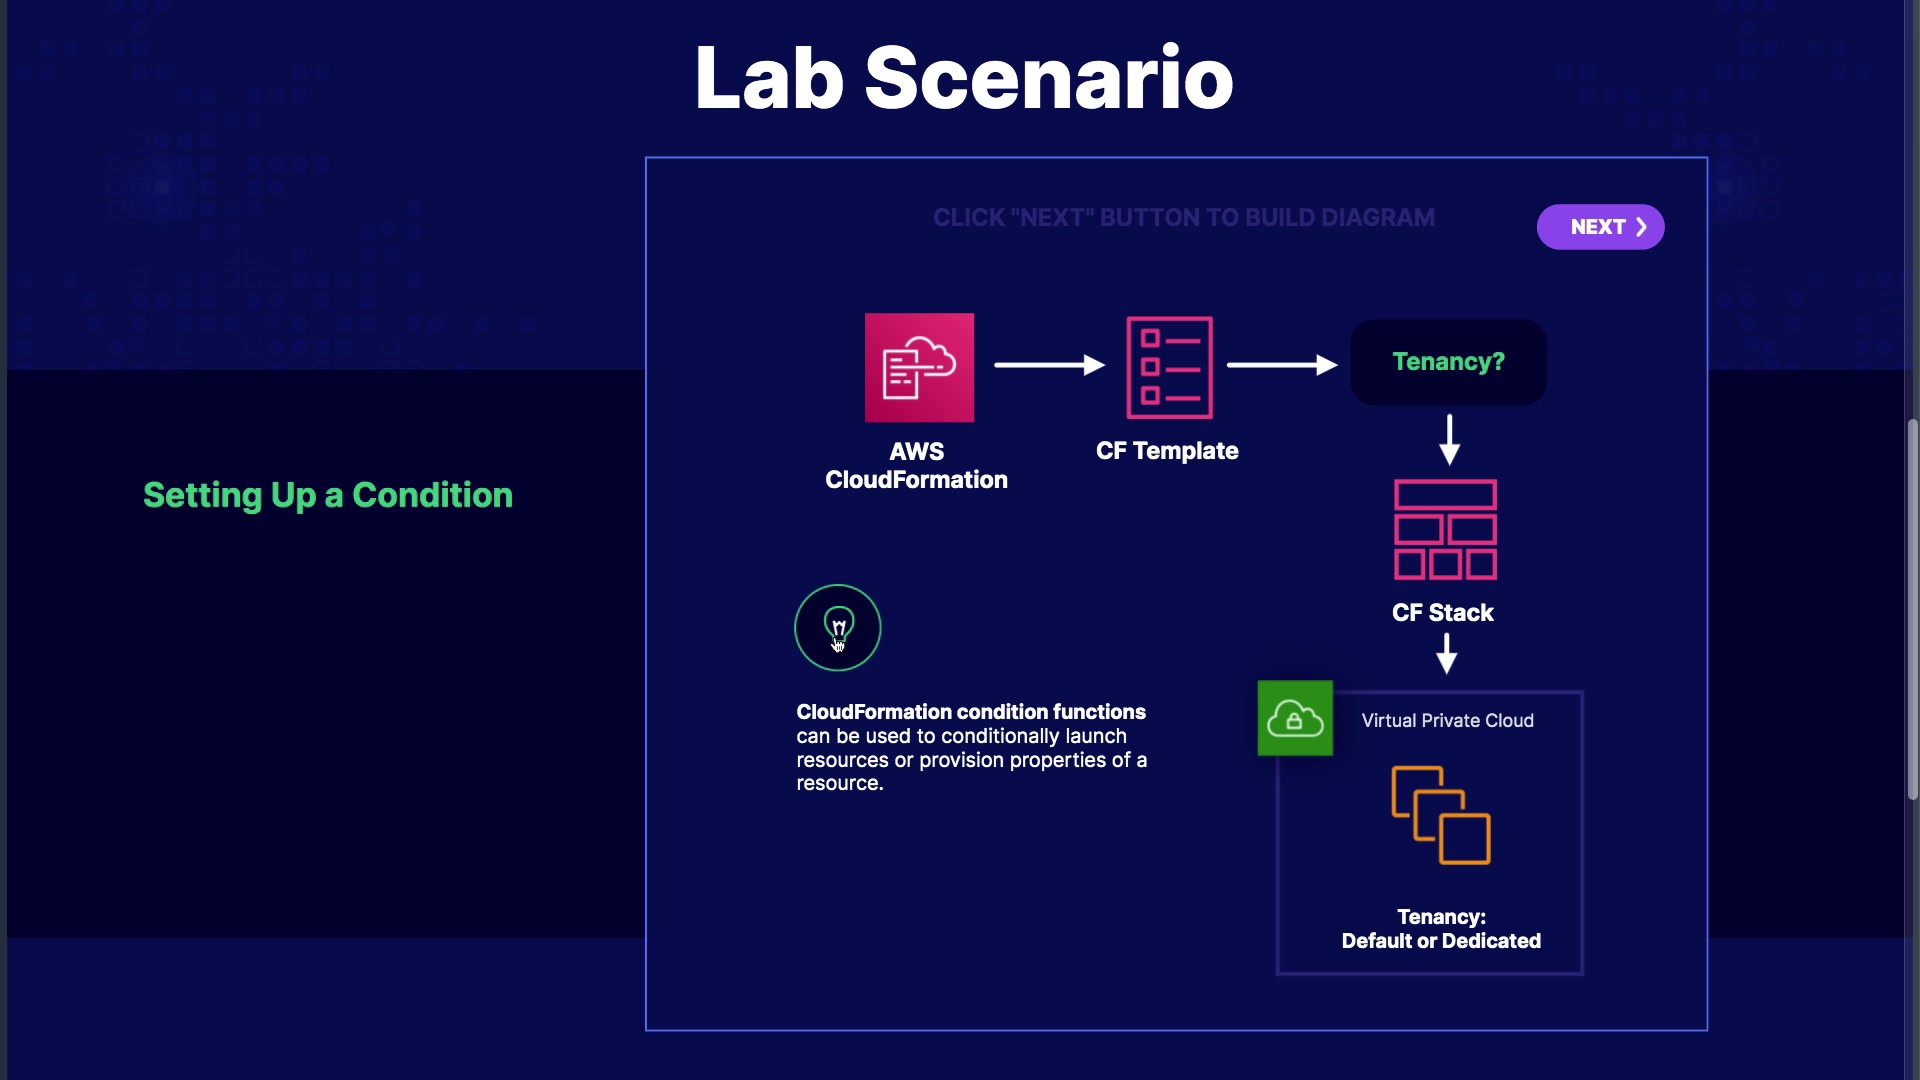 Lab Scenario
CLICK "NEXT" BUTTON TO BUILD DIAGRAM
NEXT
Tenancy?
AWS
CloudFormation
CF Template
Setting Up a Condition
CF Stack
CloudFormation condition functions
can be used to conditionally launch
resources or provision properties of a
resource.
Virtual Private Cloud
Tenancy:
Default or Dedicated